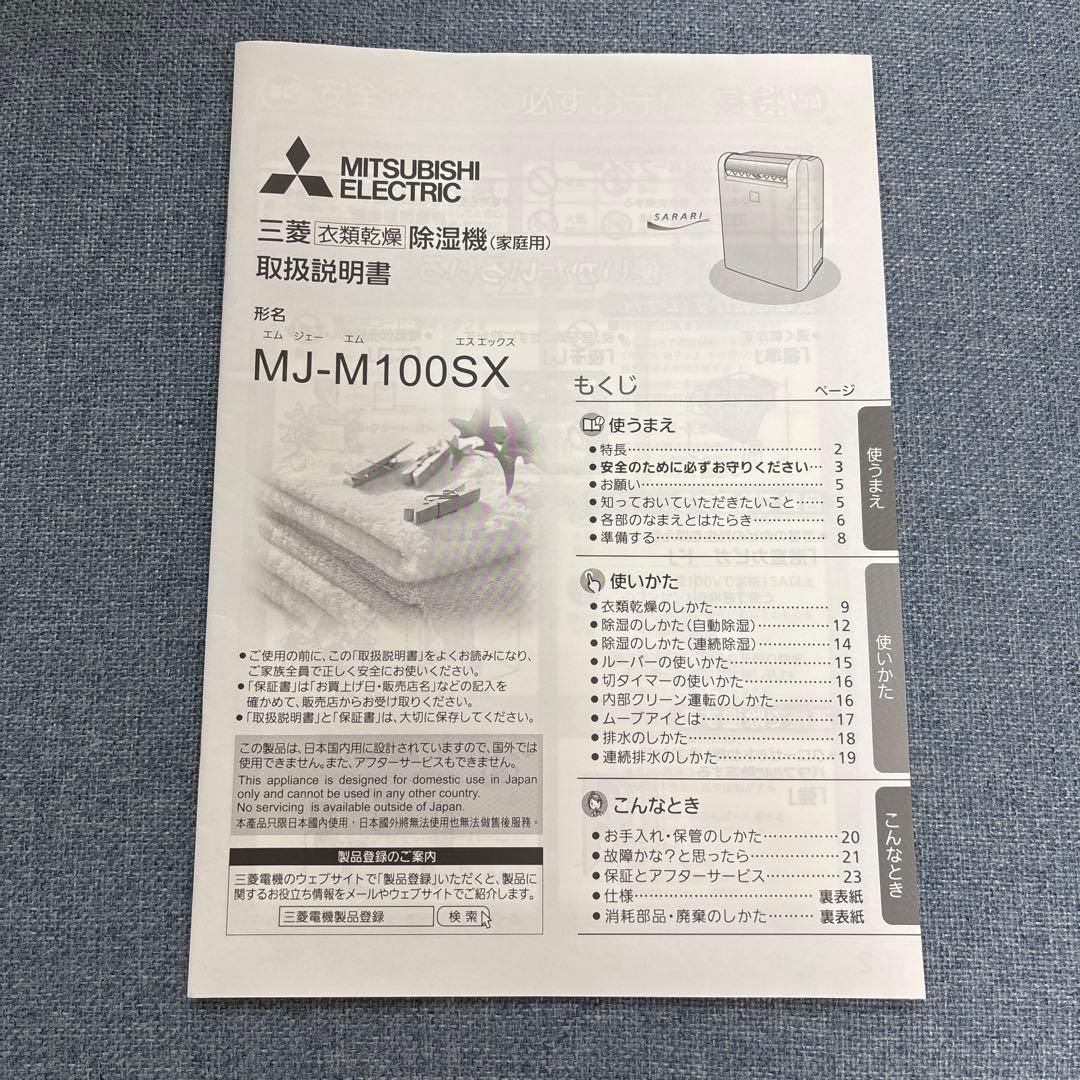 MITSUBISHI
ELECTRIC
三菱 衣類乾燥 除湿機(家庭用)
取扱説明書
SARARI
形名
エム ジェー エム エス エックス
MJ-M100SX
もくじ ページ
使うまえ
●特長………………………… 2
●安全のために必ずお守りください… 3
●お願い………………………… 5
●知っておいていただきたいこと…… 5
●各部のなまえとはたらき………… 6
●準備する……………………… 8
使うまえ
使いかた
●衣類乾燥のしかた……………… 9
●除湿のしかた(自動除湿)………… 12
●除湿のしかた(連続除湿)………… 14
●ルーバーの使いかた…………… 15
●切タイマーの使いかた………… 16
●内部クリーン運転のしかた……… 16
●ムーブアイとは………………… 17
●排水のしかた………………… 18
●連続排水のしかた……………… 19
使いかた
こんなとき
●お手入れ・保管のしかた………… 20
●故障かな?と思ったら…………… 21
●保証とアフターサービス………… 23
●仕様……………………… 裏表紙
●消耗部品・廃棄のしかた……… 裏表紙
こんなとき
●ご使用の前に、この「取扱説明書」をよくお読みになり、
ご家族全員で正しく安全にお使いください。
●「保証書」は「お買上げ日・販売店名」などの記入を
確かめて、販売店からお受け取りください。
●「取扱説明書」と「保証書」は、大切に保存してください。
この製品は、日本国内用に設計されていますので、国外では
使用できません。また、アフターサービスもできません。
This appliance is designed for domestic use in Japan
only and cannot be used in any other country.
No servicing is available outside of Japan.
本產品只限日本國內使用,日本國外將無法使用也無法做售後服務。
製品登録のご案内
三菱電機のウェブサイトで「製品登録」いただくと、製品に
関するお役立ち情報をメールやウェブサイトでご紹介します。
三菱電機製品登録 検索